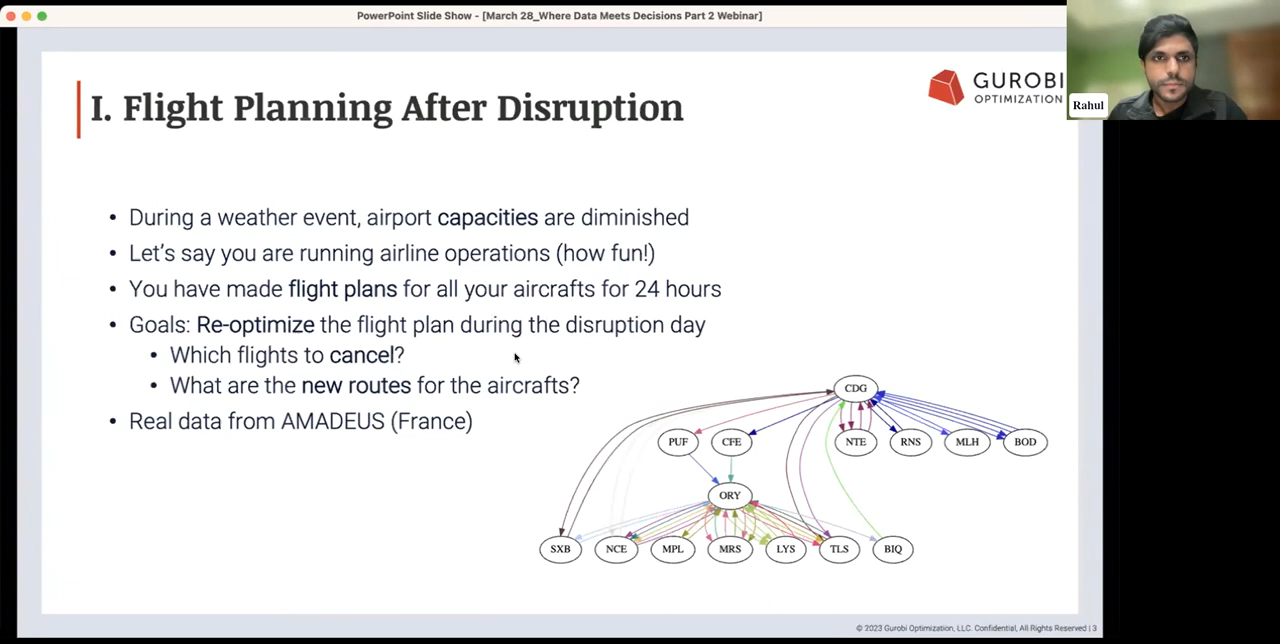 PowerPoint Slide Show - [March 28_Where Data Meets Decisions Part 2 Webinar]
Rahul
GUROBI
OPTIMIZATION
I. Flight Planning After Disruption
• During a weather event, airport capacities are diminished
• Let's say you are running airline operations (how fun!)
• You have made flight plans for all your aircrafts for 24 hours
• Goals: Re-optimize the flight plan during the disruption day
• Which flights to cancel?
• What are the new routes for the aircrafts?
• Real data from AMADEUS (France)
CDG
PUF CFE NTE RNS MLH BOD
ORY
SXB NCE MPL MRS LYS TLS BIQ
© 2023 Gurobi Optimization, LLC. Confidential, All Rights Reserved | 3